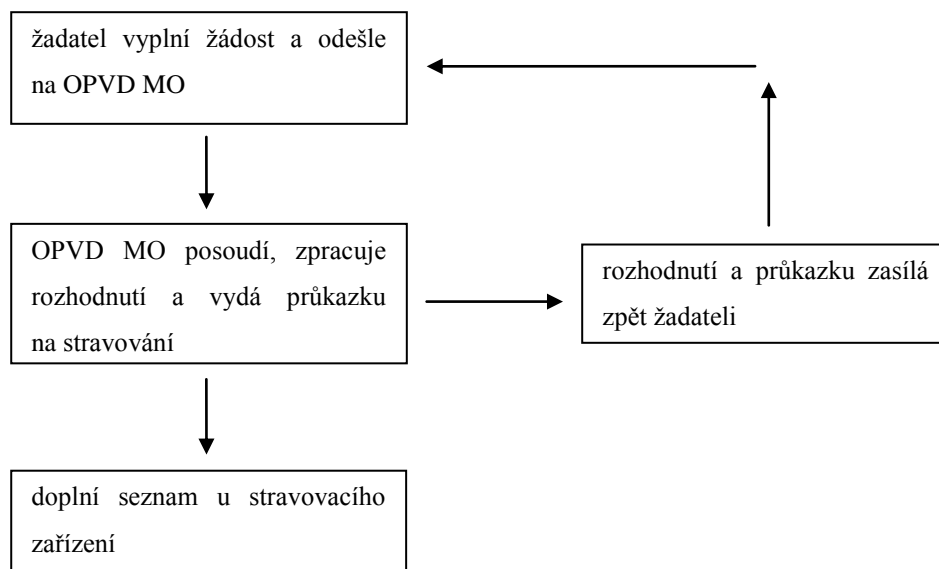 žadatel vyplní žádost a odešle
na OPVD MO
OPVD MO posoudí, zpracuje
rozhodnutí a vydá průkazku
na stravování
rozhodnutí a průkazku zasílá
zpět žadateli
doplní seznam u stravovacího
zařízení